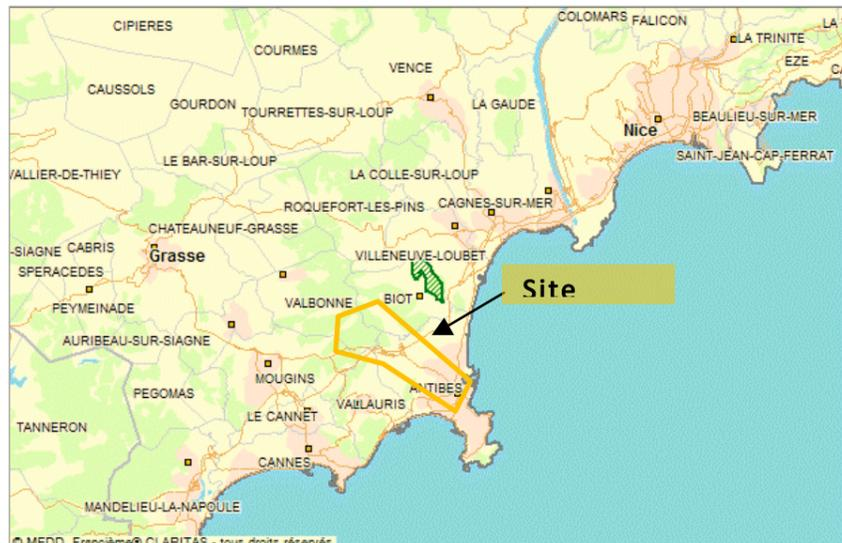 CIPIERES
COLOMARS FALICON
LA
LA TRINITE
COURMES
EZE
VENCE
CAUSSOLS
GOURDON
TOURRETTES-SUR-LOUP
LA GAUDE
BEAULIEU-SUR-MER
Nice
SAINT-JEAN-CAP-FERRAT
LE BAR-SUR-LOUP
VALLIER-DE-THIEY
LA COLLE-SUR-LOUP
ROQUEFORT-LES-PINS
CAGNES-SUR-MER
CHATEAUNEUF-GRASSE
-SIAGNE CABRIS
Grasse
VILLENEUVE-LOUBET
SPERACEDES
Site
BIOT
VALBONNE
PEYMEINADE
AURIBEAU-SUR-SIAGNE
MOUGINS
ANTIBES
PEGOMAS
VALLAURIS
LE CANNET
TANNERON
CANNES
MANDELIEU-LA-NAPOULE
© MEDD, Francième® CLARITAS - tous droits réservés